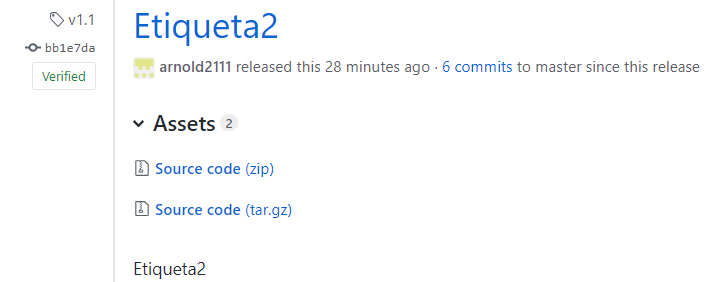 v1.1
bb1e7da
Verified
Etiqueta2
arnold2111 released this 28 minutes ago · 6 commits to master since this release
Assets 2
Source code (zip)
Source code (tar.gz)
Etiqueta2